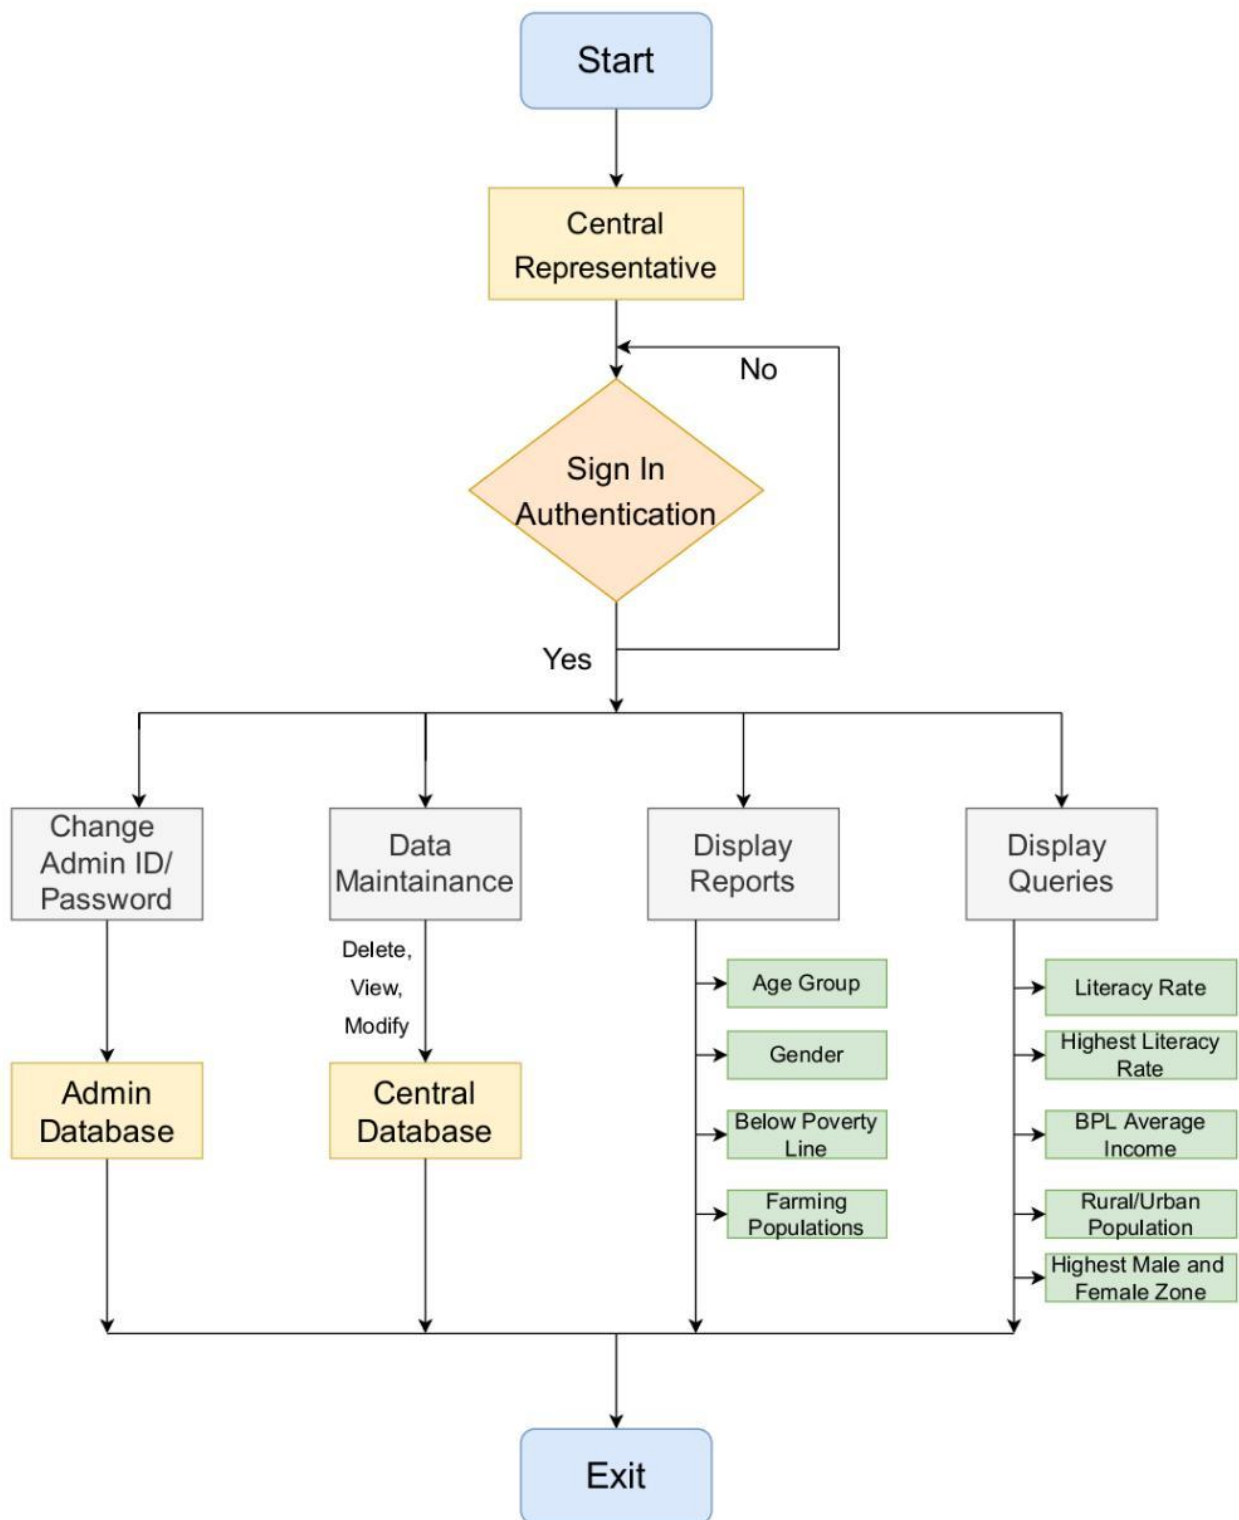 Start
Central
Representative
No
Sign In
Authentication
Yes
Change
Admin ID/
Password
Data
Maintainance
Display
Reports
Display
Queries
Delete,
View,
Modify
Admin
Database
Central
Database
Age Group
Gender
Below Poverty
Line
Farming
Populations
Literacy Rate
Highest Literacy
Rate
BPL Average
Income
Rural/Urban
Population
Highest Male and
Female Zone
Exit